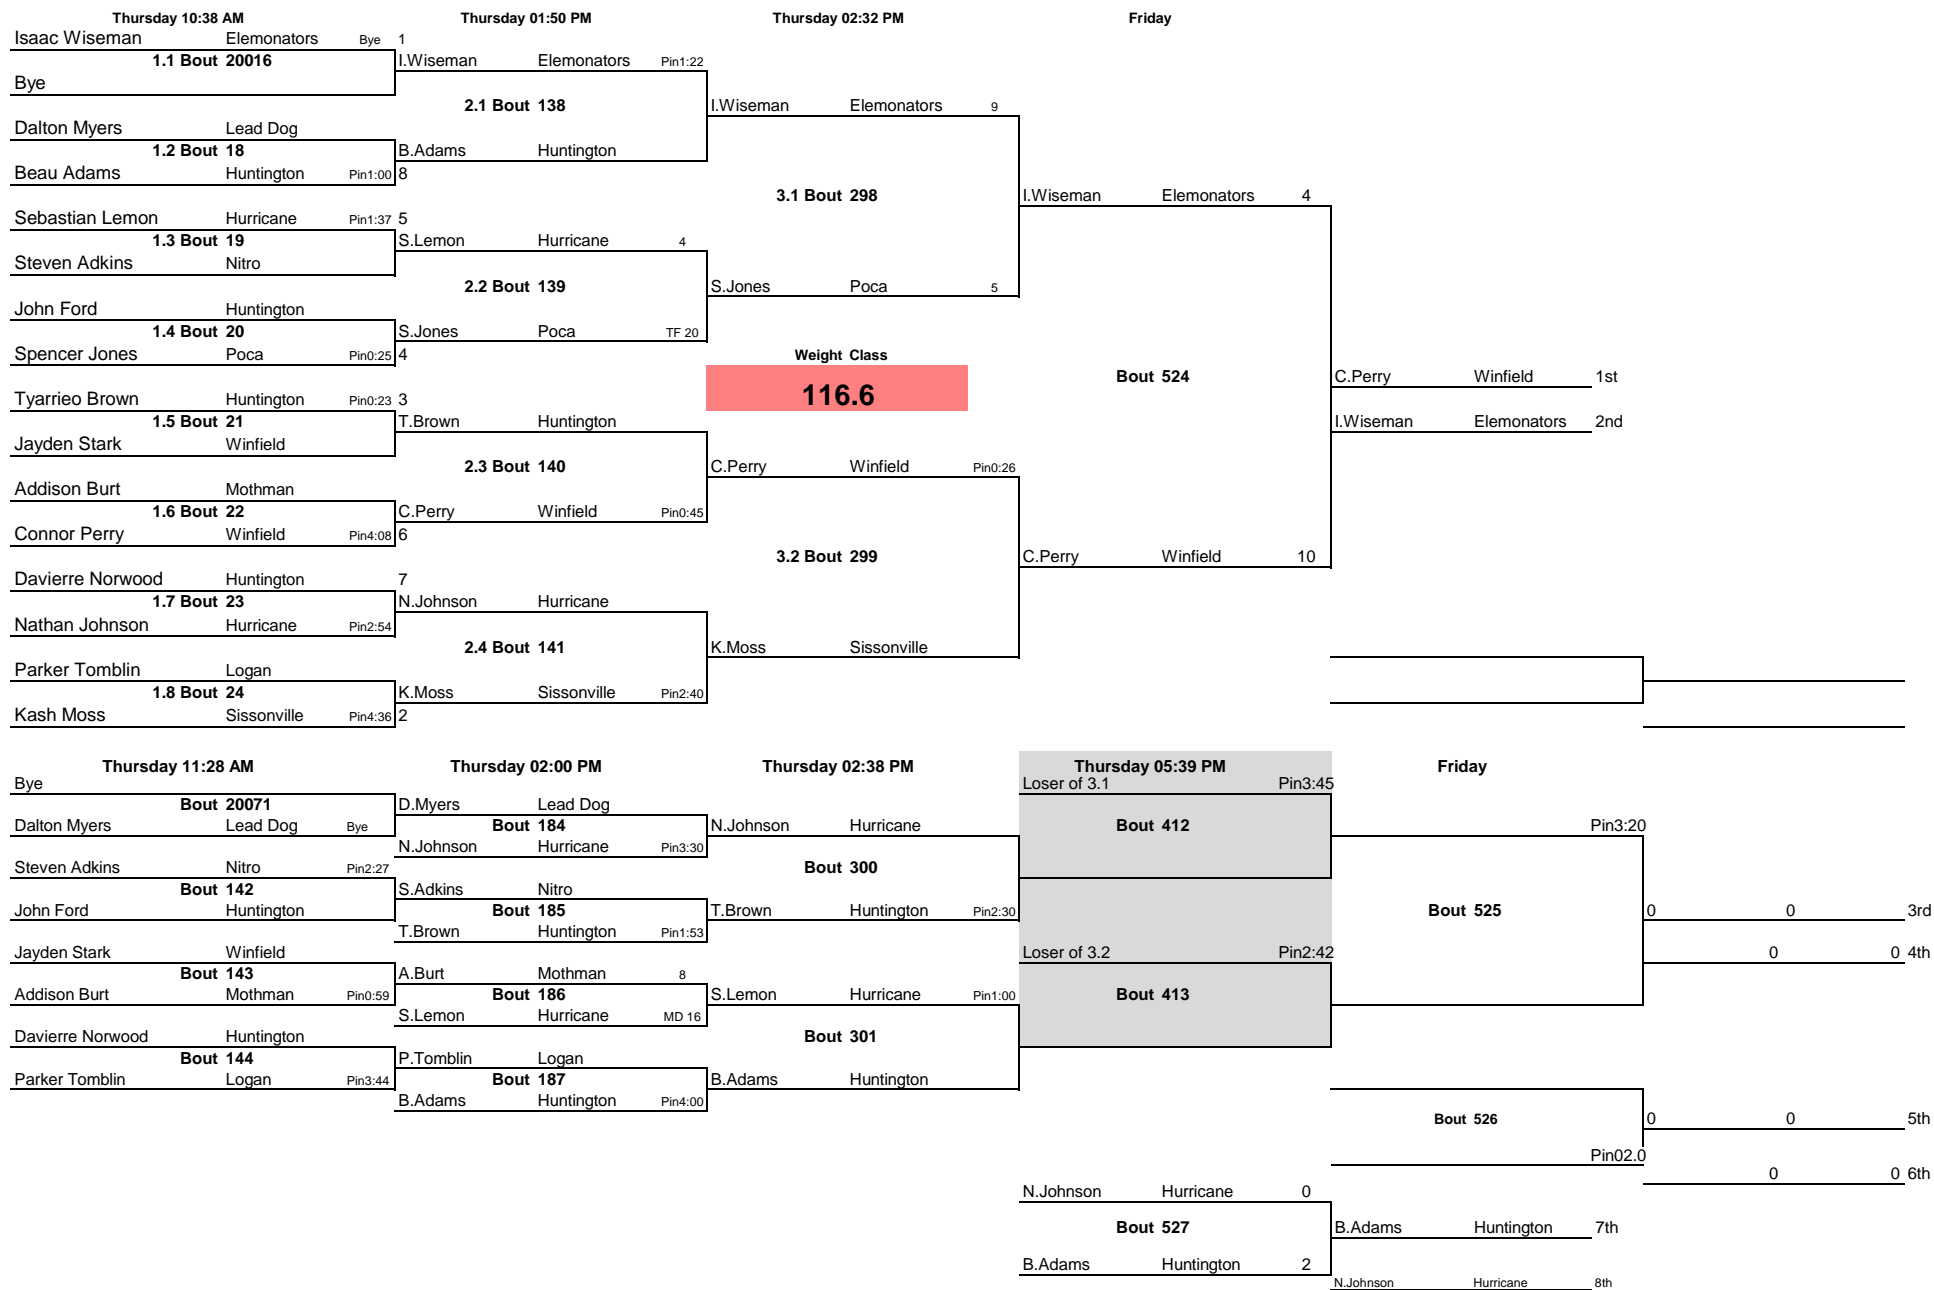 Thursday 10:38 AM Thursday 01:50 PM Thursday 02:32 PM Friday
Isaac Wiseman Elemonators Bye 1
1.1 Bout 20016 I.Wiseman Elemonators Pin1:22
Bye
2.1 Bout 138 I.Wiseman Elemonators 9
Dalton Myers Lead Dog
1.2 Bout 18 B.Adams Huntington
Beau Adams Huntington Pin1:00 8
3.1 Bout 298 I.Wiseman Elemonators 4
Sebastian Lemon Hurricane Pin1:37 5
1.3 Bout 19 S.Lemon Hurricane 4
Steven Adkins Nitro
2.2 Bout 139 S.Jones Poca 5
John Ford Huntington
1.4 Bout 20 S.Jones Poca TF 20
Spencer Jones Poca Pin0:25 4 Weight Class
Bout 524 C.Perry Winfield 1st
116.6
Tyarrieo Brown Huntington Pin0:23 3
1.5 Bout 21 T.Brown Huntington I.Wiseman Elemonators 2nd
Jayden Stark Winfield
2.3 Bout 140 C.Perry Winfield Pin0:26
Addison Burt Mothman
1.6 Bout 22 C.Perry Winfield Pin0:45
Connor Perry Winfield Pin4:08 6
3.2 Bout 299 C.Perry Winfield 10
Davierre Norwood Huntington 7
1.7 Bout 23 N.Johnson Hurricane
Nathan Johnson Hurricane Pin2:54
2.4 Bout 141 K.Moss Sissonville
Parker Tomblin Logan
1.8 Bout 24 K.Moss Sissonville Pin2:40
Kash Moss Sissonville Pin4:36 2
Thursday 11:28 AM Thursday 02:00 PM Thursday 02:38 PM Thursday 05:39 PM Friday
Bye Loser of 3.1 Pin3:45
Bout 20071 D.Myers Lead Dog
Dalton Myers Lead Dog Bye Bout 184 N.Johnson Hurricane Bout 412 Pin3:20
N.Johnson Hurricane Pin3:30
Steven Adkins Nitro Pin2:27 Bout 300
Bout 142 S.Adkins Nitro
John Ford Huntington Bout 185 T.Brown Huntington Pin2:30 Bout 525 0 0 3rd
T.Brown Huntington Pin1:53
Jayden Stark Winfield Loser of 3.2 Pin2:42 0 0 4th
Bout 143 A.Burt Mothman 8
Addison Burt Mothman Pin0:59 Bout 186 S.Lemon Hurricane Pin1:00 Bout 413
S.Lemon Hurricane MD 16
Davierre Norwood Huntington Bout 301
Bout 144 P.Tomblin Logan
Parker Tomblin Logan Pin3:44 Bout 187 B.Adams Huntington
B.Adams Huntington Pin4:00
Bout 526 0 0 5th
Pin02.0
0 0 6th
N.Johnson Hurricane 0
Bout 527 B.Adams Huntington 7th
B.Adams Huntington 2
N.Johnson Hurricane 8th